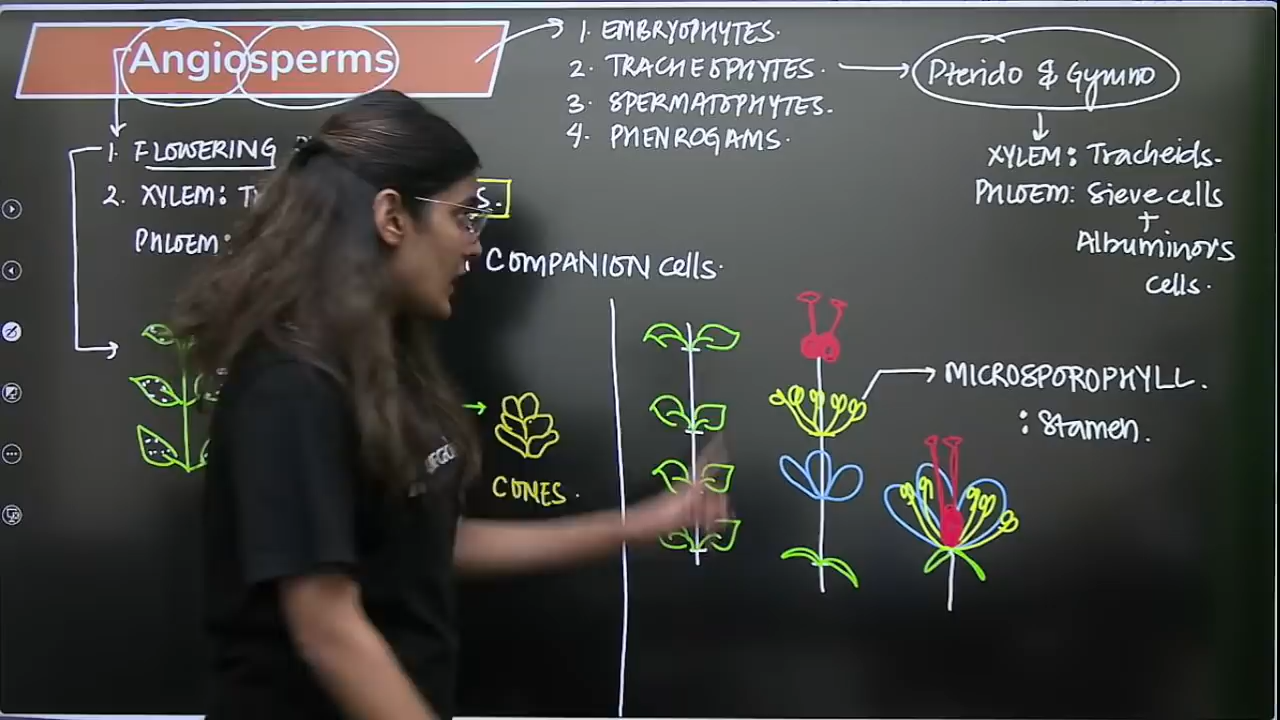 Angiosperms
1. EMBRYOPHYTES.
2. TRACHEOPHYTES.
3. SPERMATOPHYTES.
4. PHENROGAMS.
Pterido & Gymno
XYLEM: Tracheids.
PHLOEM: Sieve cells
+
Albuminors
cells.
1. FLOWERING
2. XYLEM:
S.
PHLOEM:
COMPANION cells.
CONES.
MICROSPOROPHYLL.
: Stamen.